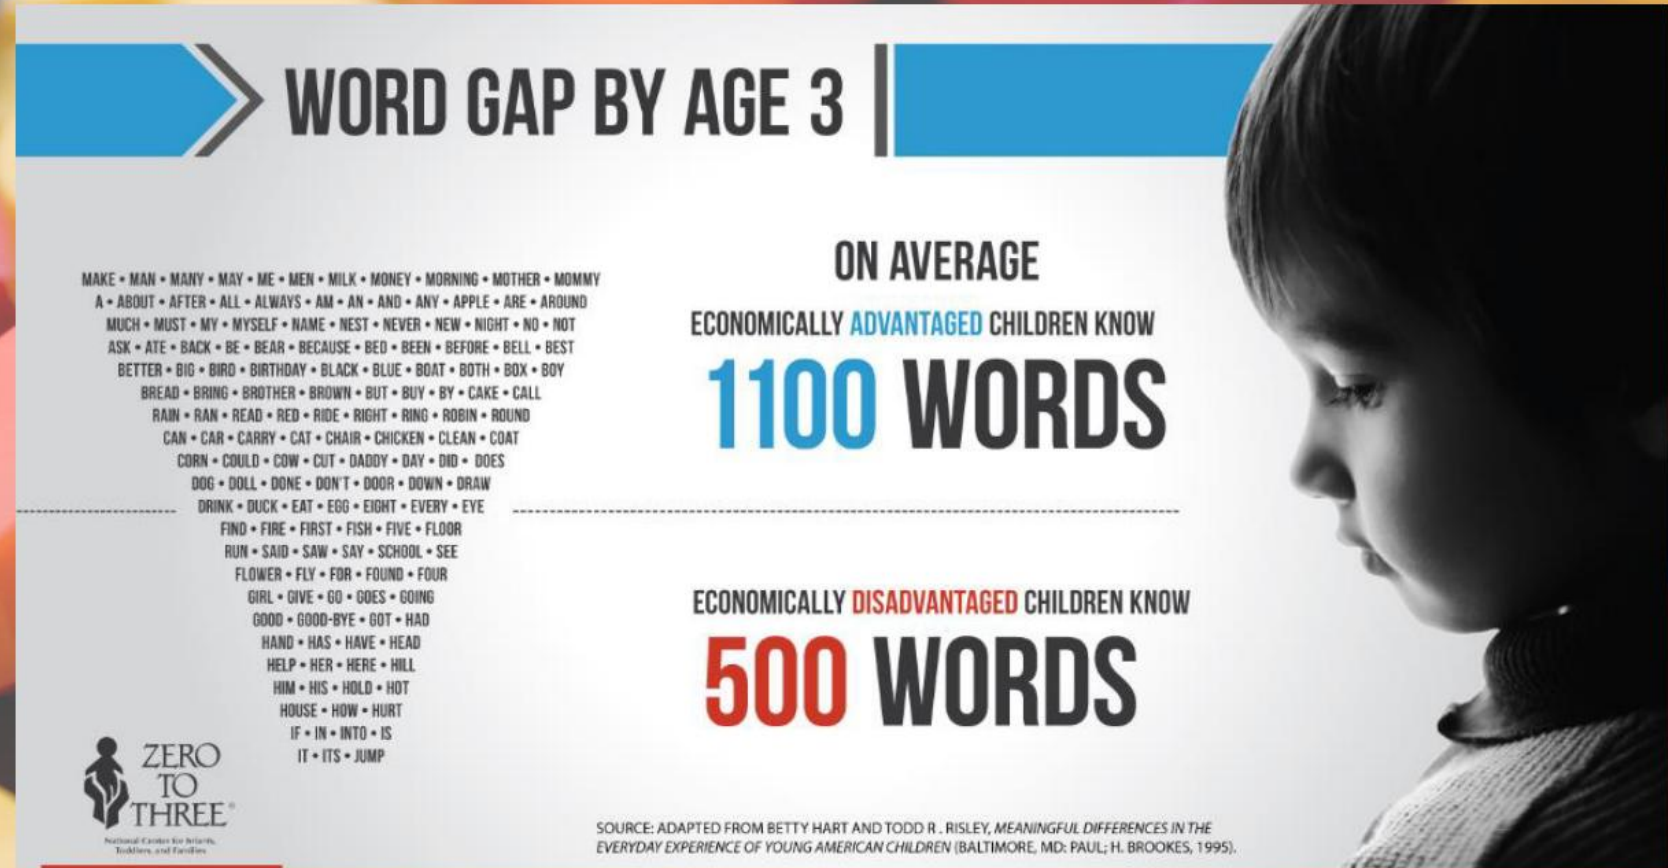 WORD GAP BY AGE 3
MAKE • MAN • MANY • MAY • ME • MEN • MILK • MONEY • MORNING • MOTHER • MOMMY
A • ABOUT • AFTER • ALL • ALWAYS • AM • AN • AND • ANY • APPLE • ARE • AROUND
MUCH • MUST • MY • MYSELF • NAME • NEST • NEVER • NEW • NIGHT • NO • NOT
ASK • ATE • BACK • BE • BEAR • BECAUSE • BED • BEEN • BEFORE • BELL • BEST
BETTER • BIG • BIRD • BIRTHDAY • BLACK • BLUE • BOAT • BOTH • BOX • BOY
BREAD • BRING • BROTHER • BROWN • BUT • BUY • BY • CAKE • CALL
RAIN • RAN • READ • RED • RIDE • RIGHT • RING • ROBIN • ROUND
CAN • CAR • CARRY • CAT • CHAIR • CHICKEN • CLEAN • COAT
CORN • COULD • COW • CUT • DADDY • DAY • DID • DOES
DOG • DOLL • DONE • DON'T • DOOR • DOWN • DRAW
DRINK • DUCK • EAT • EGG • EIGHT • EVERY • EYE
FIND • FIRE • FIRST • FISH • FIVE • FLOOR
RUN • SAID • SAW • SAY • SCHOOL • SEE
FLOWER • FLY • FOR • FOUND • FOUR
GIRL • GIVE • GO • GOES • GOING
GOOD • GOOD-BYE • GOT • HAD
HAND • HAS • HAVE • HEAD
HELP • HER • HERE • HILL
HIM • HIS • HOLD • HOT
HOUSE • HOW • HURT
IF • IN • INTO • IS
IT • ITS • JUMP
ON AVERAGE
ECONOMICALLY ADVANTAGED CHILDREN KNOW
1100 WORDS
ECONOMICALLY DISADVANTAGED CHILDREN KNOW
500 WORDS
ZERO
TO
THREE®
National Center for Infants,
Toddlers, and Families
SOURCE: ADAPTED FROM BETTY HART AND TODD R. RISLEY, MEANINGFUL DIFFERENCES IN THE
EVERYDAY EXPERIENCE OF YOUNG AMERICAN CHILDREN (BALTIMORE, MD: PAUL; H. BROOKES, 1995).